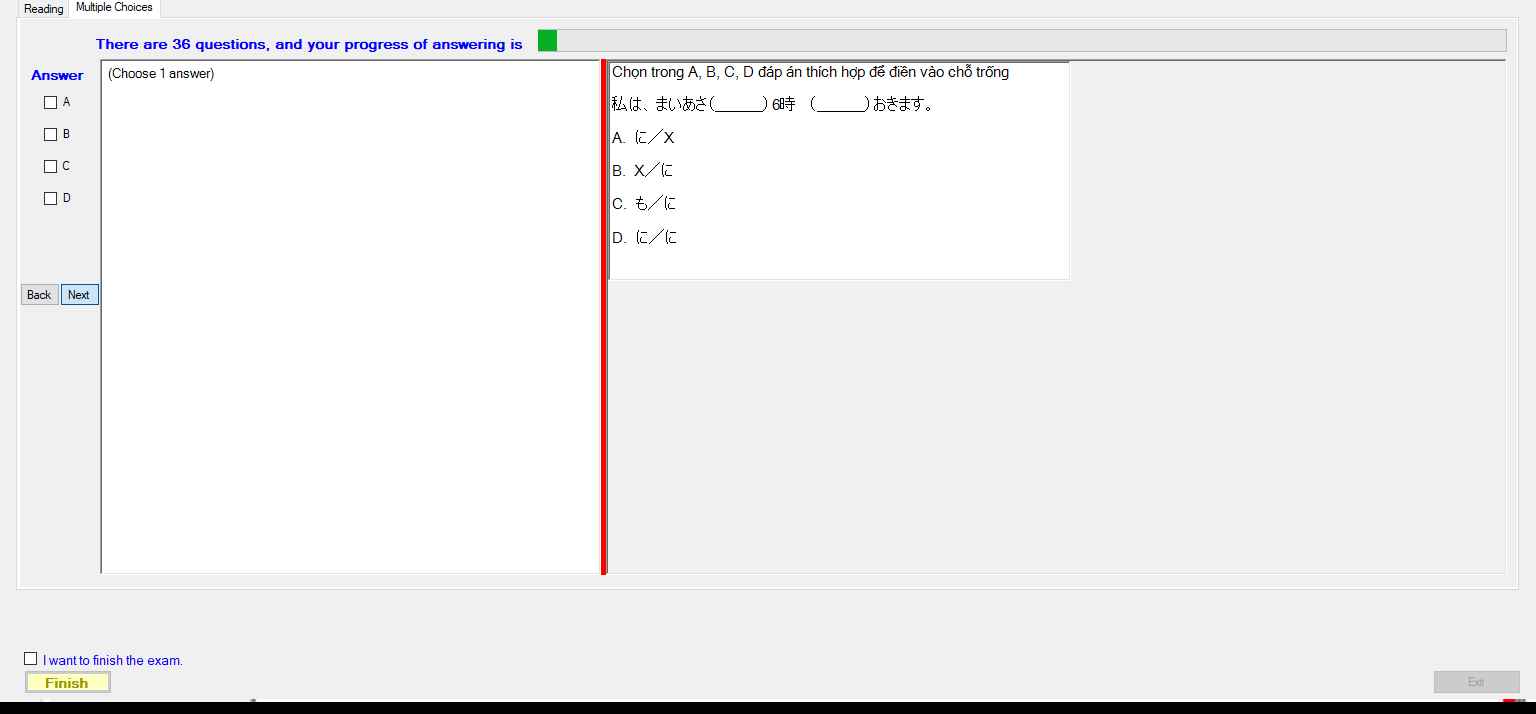 Reading Multiple Choices
There are 36 questions, and your progress of answering is
Answer
A
B
C
D
Back Next
(Choose 1 answer)
Chọn trong A, B, C, D đáp án thích hợp để điền vào chỗ trống
私は、まいあさ(______) 6時 (______)おきます。
A. に／X
B. X／に
C. も／に
D. に／に
I want to finish the exam.
Finish
Exit